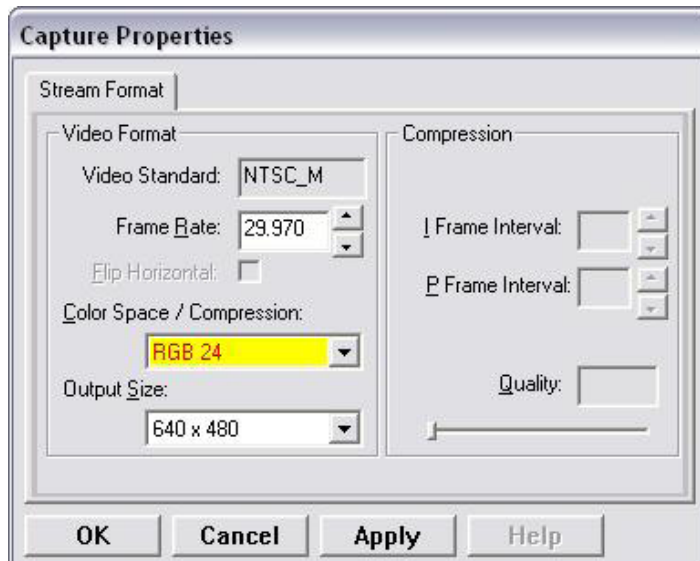 Capture Properties
Stream Format
Video Format
Video Standard: NTSC_M
Frame Rate: 29.970
Flip Horizontal:
Color Space / Compression:
RGB 24
Output Size:
640 x 480
Compression
I Frame Interval:
P Frame Interval:
Quality:
OK Cancel Apply Help